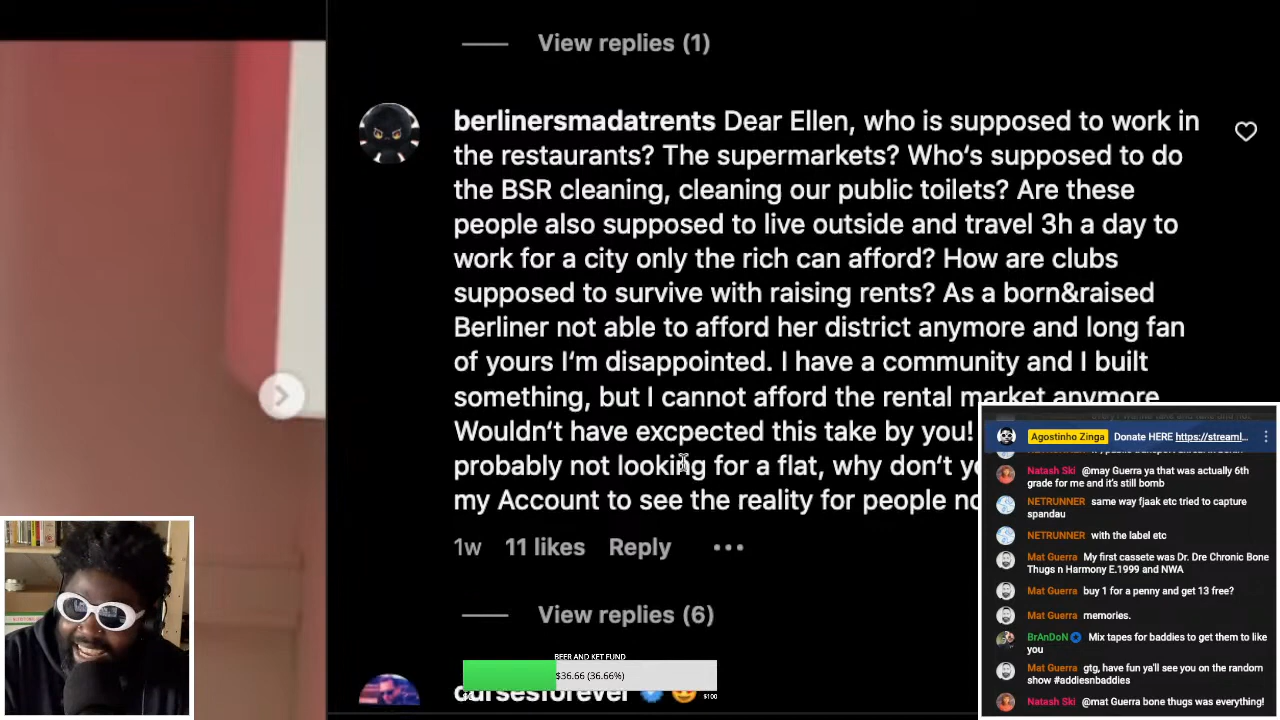 View replies (1)
berlinersmadatrents Dear Ellen, who is supposed to work in
the restaurants? The supermarkets? Who's supposed to do
the BSR cleaning, cleaning our public toilets? Are these
people also supposed to live outside and travel 3h a day to
work for a city only the rich can afford? How are clubs
supposed to survive with raising rents? As a born&raised
Berliner not able to afford her district anymore and long fan
of yours I'm disappointed. I have a community and I built
something, but I cannot afford the rental market anymore
Wouldn't have excpected this take by you!
probably not looking for a flat, why don't
my Account to see the reality for people
1w 11 likes Reply
View replies (6)
cursesforever
BEER AND KET FUND
$36.66 (36.66%)
$100
Agostinho Zinga Donate HERE https://streaml...
Natash Ski @may Guerra ya that was actually 6th
grade for me and it's still bomb
NETRUNNER same way fjaak etc tried to capture
spandau
NETRUNNER with the label etc
Mat Guerra My first cassete was Dr. Dre Chronic Bone
Thugs n Harmony E.1999 and NWA
Mat Guerra buy 1 for a penny and get 13 free?
Mat Guerra memories.
BrAnDoN Mix tapes for baddies to get them to like
you
Mat Guerra gtg, have fun ya'll see you on the random
show #addiesnbaddies
Natash Ski @mat Guerra bone thugs was everything!